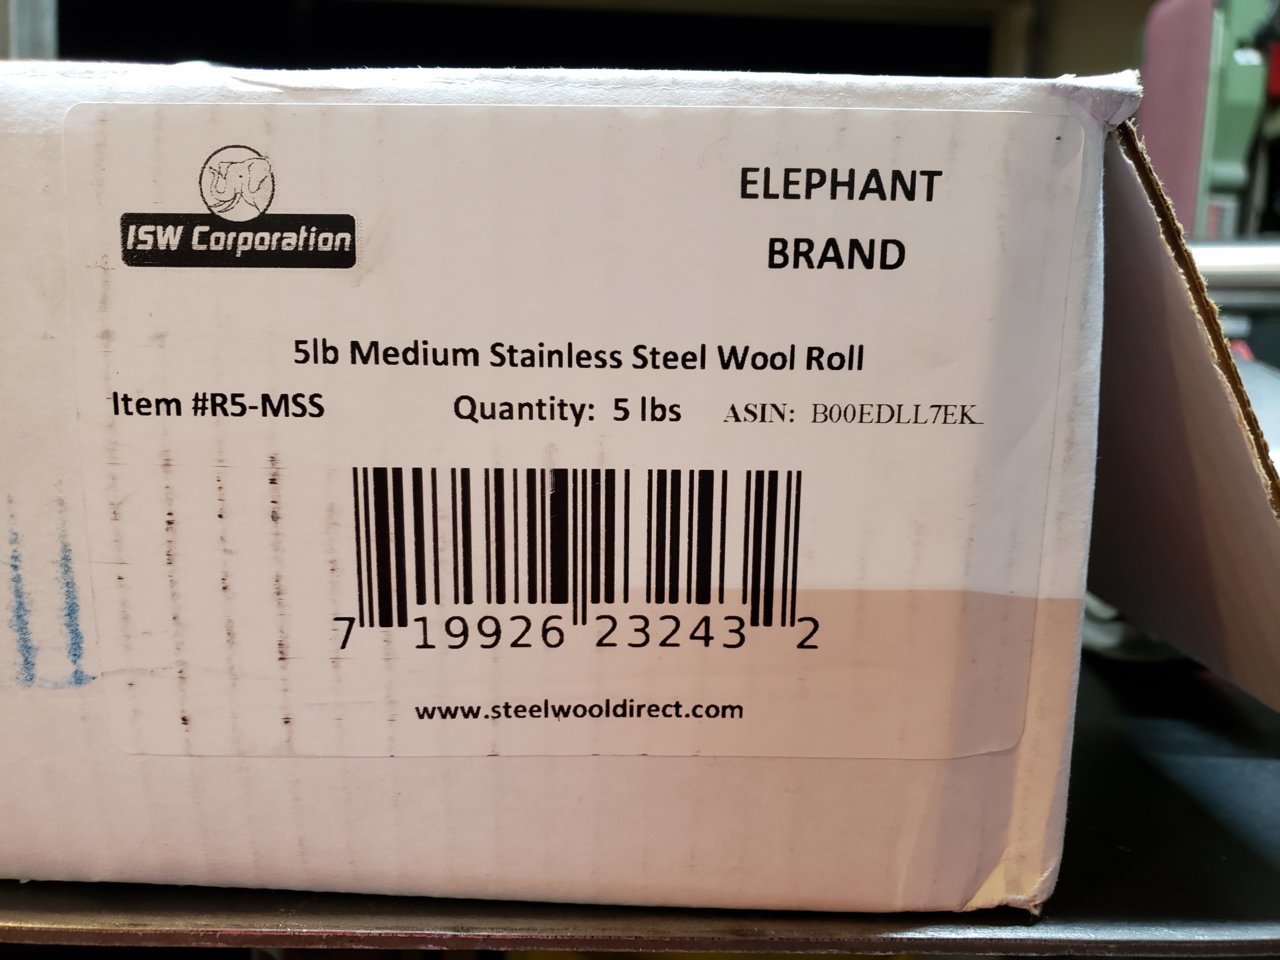 ISW Corporation
ELEPHANT
BRAND
5lb Medium Stainless Steel Wool Roll
Item #R5-MSS Quantity: 5 lbs ASIN: B00EDLL7EK
7 19926 23243 2
www.steelwooldirect.com